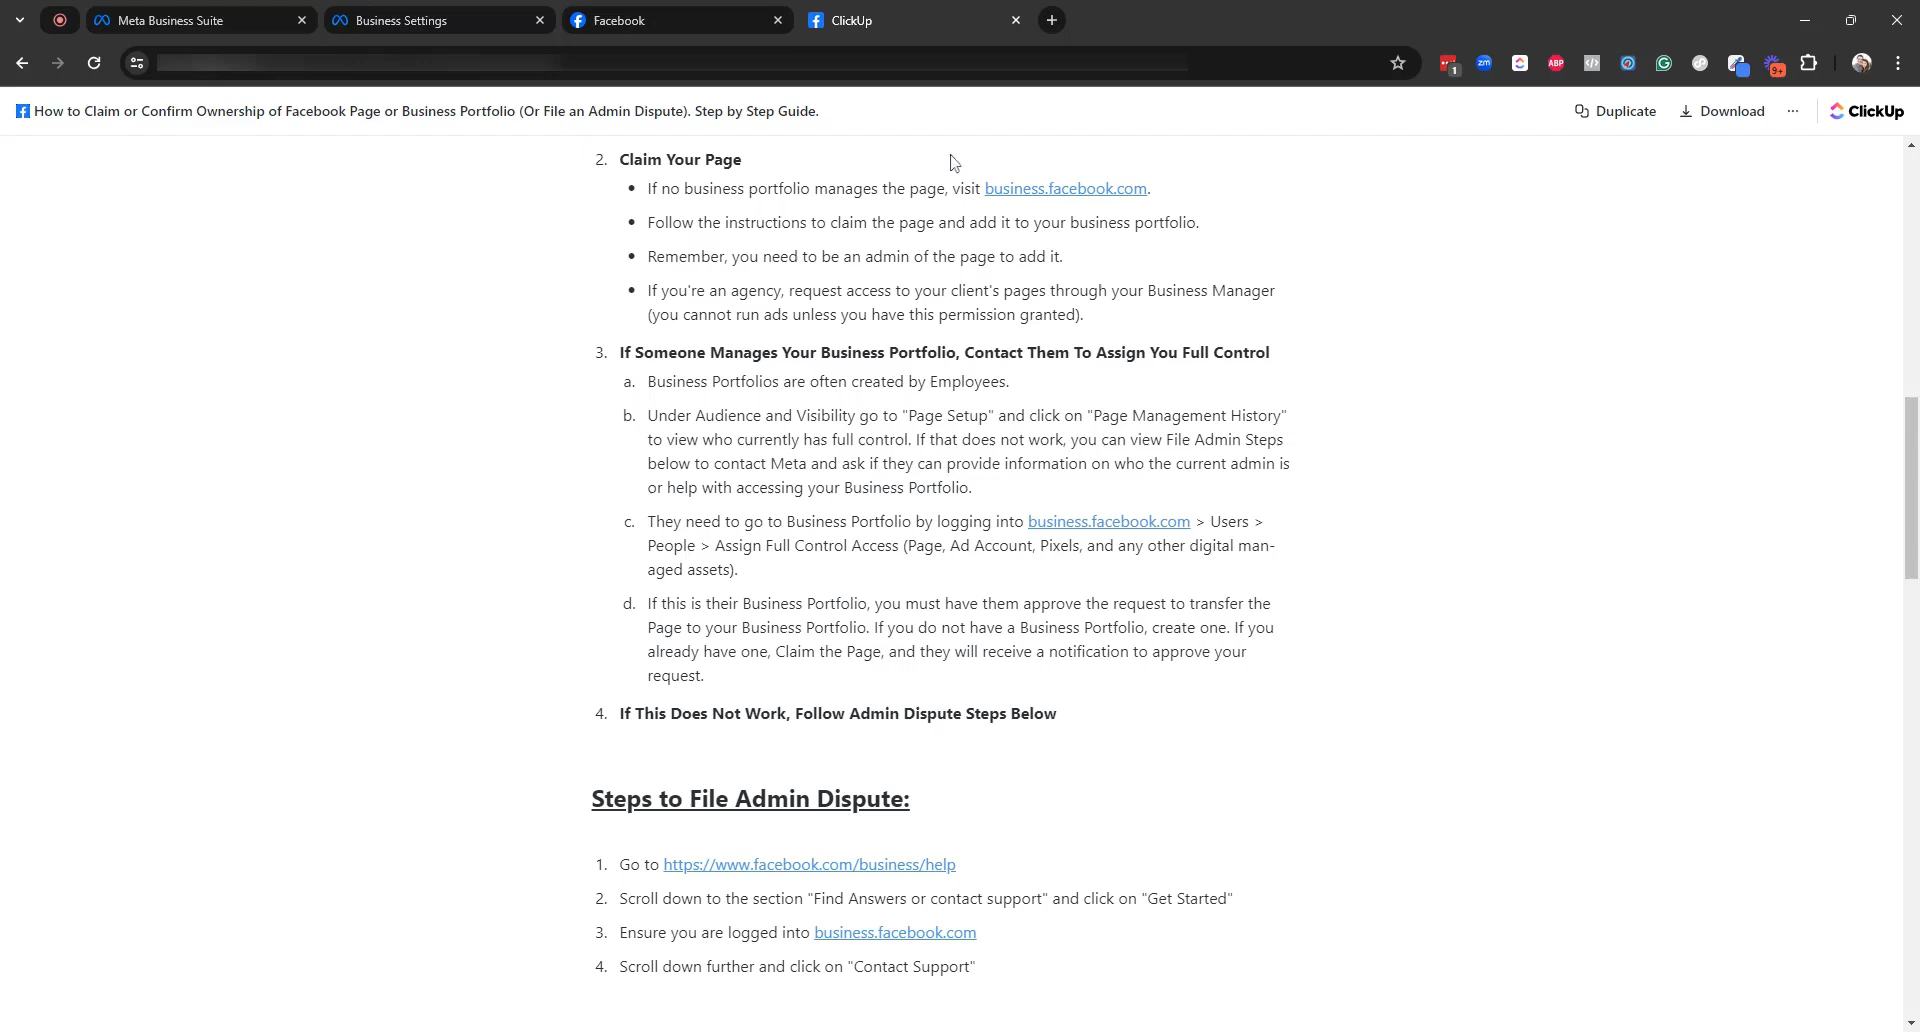 Meta Business Suite
Business Settings
Facebook
ClickUp
1
zm
ABP
9+
How to Claim or Confirm Ownership of Facebook Page or Business Portfolio (Or File an Admin Dispute). Step by Step Guide.
Duplicate
Download
ClickUp
2. Claim Your Page
• If no business portfolio manages the page, visit business.facebook.com.
• Follow the instructions to claim the page and add it to your business portfolio.
• Remember, you need to be an admin of the page to add it.
• If you're an agency, request access to your client's pages through your Business Manager
(you cannot run ads unless you have this permission granted).
3. If Someone Manages Your Business Portfolio, Contact Them To Assign You Full Control
a. Business Portfolios are often created by Employees.
b. Under Audience and Visibility go to "Page Setup" and click on "Page Management History"
to view who currently has full control. If that does not work, you can view File Admin Steps
below to contact Meta and ask if they can provide information on who the current admin is
or help with accessing your Business Portfolio.
c. They need to go to Business Portfolio by logging into business.facebook.com > Users >
People > Assign Full Control Access (Page, Ad Account, Pixels, and any other digital man-
aged assets).
d. If this is their Business Portfolio, you must have them approve the request to transfer the
Page to your Business Portfolio. If you do not have a Business Portfolio, create one. If you
already have one, Claim the Page, and they will receive a notification to approve your
request.
4. If This Does Not Work, Follow Admin Dispute Steps Below
Steps to File Admin Dispute:
1. Go to https://www.facebook.com/business/help
2. Scroll down to the section "Find Answers or contact support" and click on "Get Started"
3. Ensure you are logged into business.facebook.com
4. Scroll down further and click on "Contact Support"